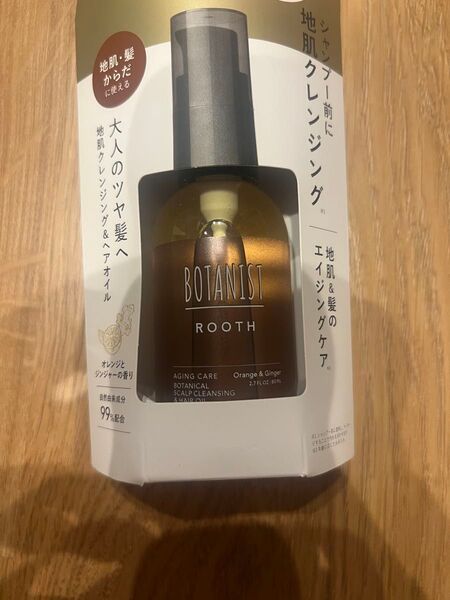 シャンプー前に
地肌クレンジング
地肌・髪
からだ
に使える
大人のツヤ髪へ
地肌クレンジング&ヘアオイル
地肌&髪の
エイジングケア
BOTANIST
ROOTH
AGING CARE
BOTANICAL
SCALP CLEANSING
& HAIR OIL
Orange & Ginger
2.7 FL.OZ.
オレンジと
ジンジャーの香り
自然由来成分
99%配合